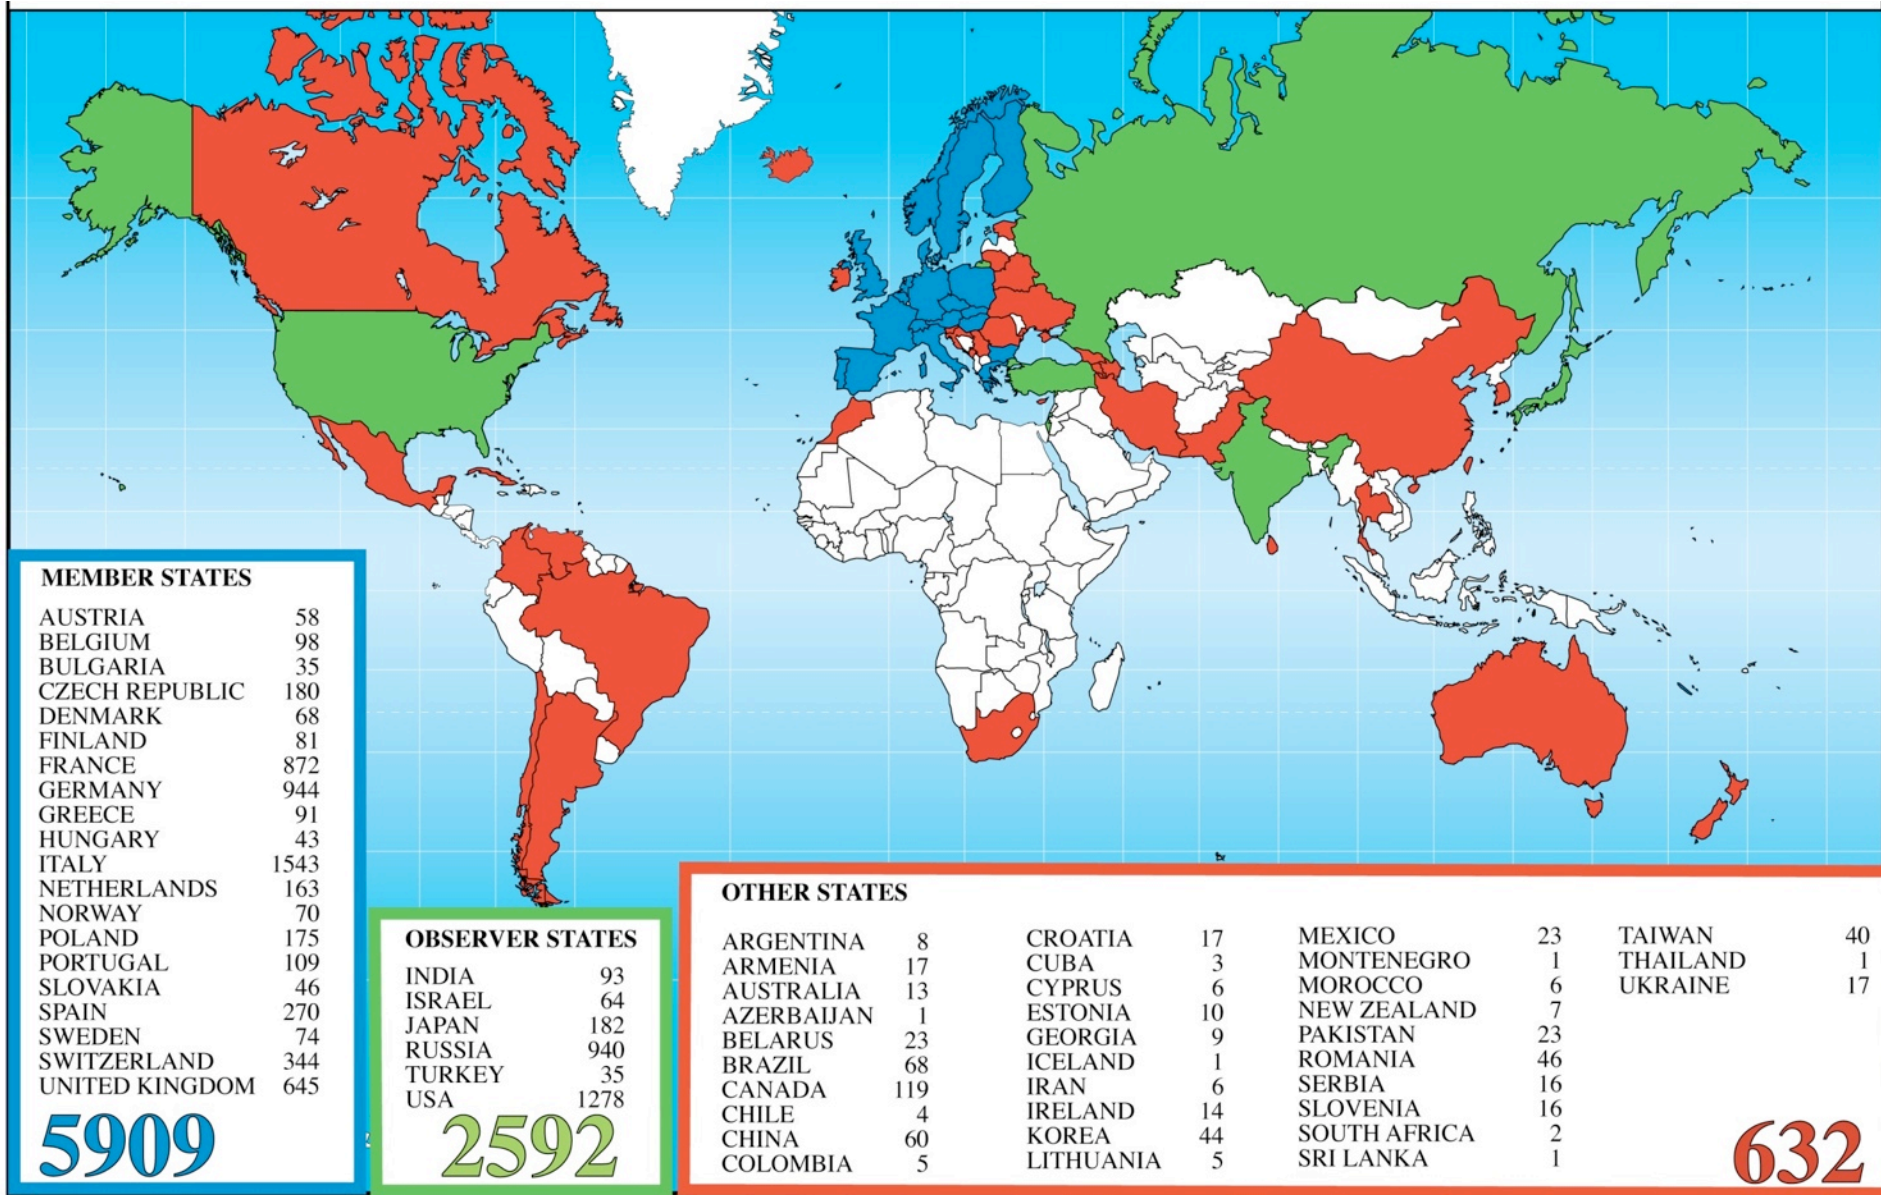 MEMBER STATES
AUSTRIA 58
BELGIUM 98
BULGARIA 35
CZECH REPUBLIC 180
DENMARK 68
FINLAND 81
FRANCE 872
GERMANY 944
GREECE 91
HUNGARY 43
ITALY 1543
NETHERLANDS 163
NORWAY 70
POLAND 175
PORTUGAL 109
SLOVAKIA 46
SPAIN 270
SWEDEN 74
SWITZERLAND 344
UNITED KINGDOM 645
5909
OBSERVER STATES
INDIA 93
ISRAEL 64
JAPAN 182
RUSSIA 940
TURKEY 35
USA 1278
2592
OTHER STATES
ARGENTINA 8
ARMENIA 17
AUSTRALIA 13
AZERBAIJAN 1
BELARUS 23
BRAZIL 68
CANADA 119
CHILE 4
CHINA 60
COLOMBIA 5
CROATIA 17
CUBA 3
CYPRUS 6
ESTONIA 10
GEORGIA 9
ICELAND 1
IRAN 6
IRELAND 14
KOREA 44
LITHUANIA 5
MEXICO 23
MONTENEGRO 1
MOROCCO 6
NEW ZEALAND 7
PAKISTAN 23
ROMANIA 46
SERBIA 16
SLOVENIA 16
SOUTH AFRICA 2
SRI LANKA 1
TAIWAN 40
THAILAND 1
UKRAINE 17
632